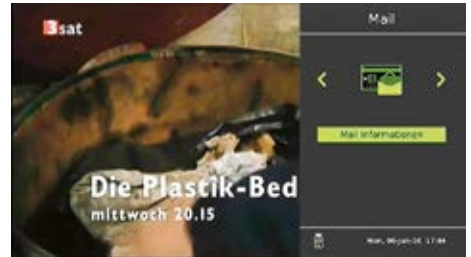 3sat
Die Plastik-Bed
mittwoch 20.15
Mail
Mail Informationen